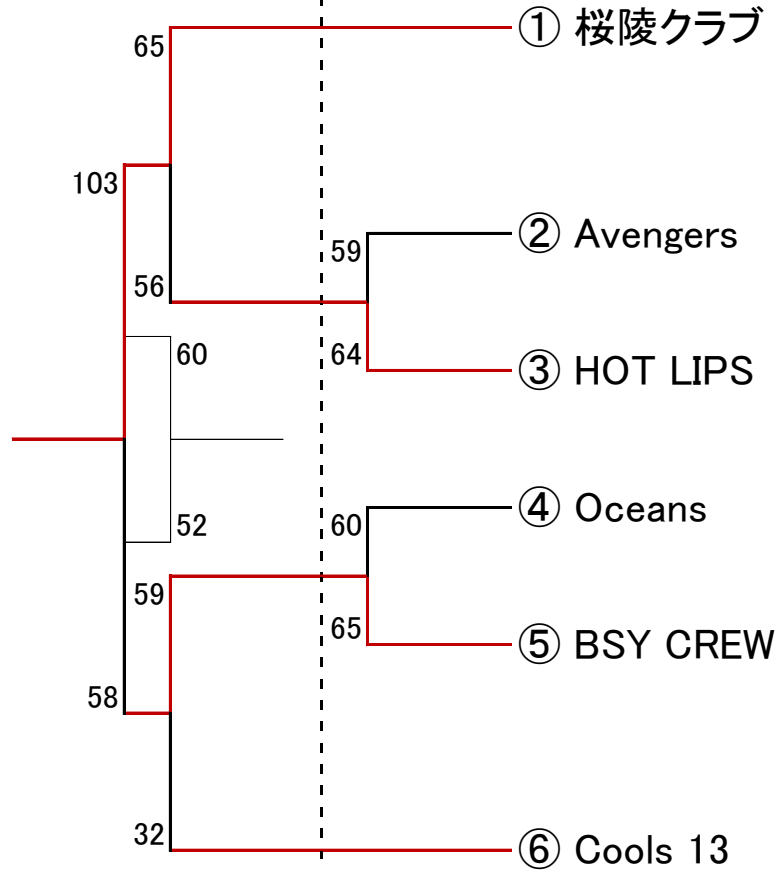 ① 桜陵クラブ
65
103
② Avengers
59
56
60
64
③ HOT LIPS
④ Oceans
52
60
59
65
⑤ BSY CREW
58
32
⑥ Cools 13